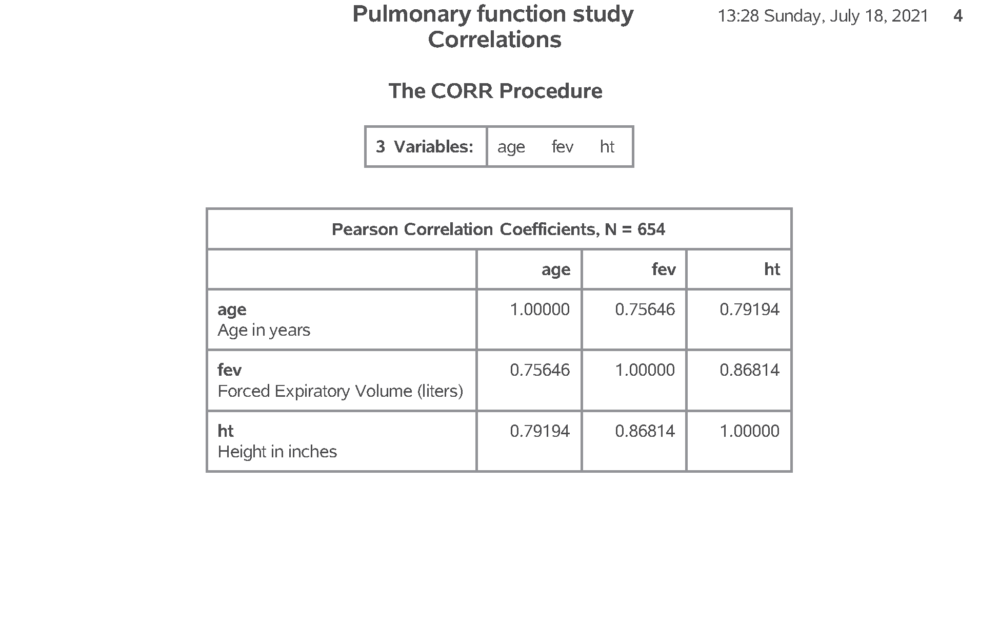 Pulmonary function study 13:28 Sunday, July 18, 2021 4
Correlations
The CORR Procedure
3 Variables: age fev ht
Pearson Correlation Coefficients, N = 654
age fev ht
age 1.00000 0.75646 0.79194
Age in years
fev 0.75646 1.00000 0.86814
Forced Expiratory Volume (liters)
ht 0.79194 0.86814 1.00000
Height in inches